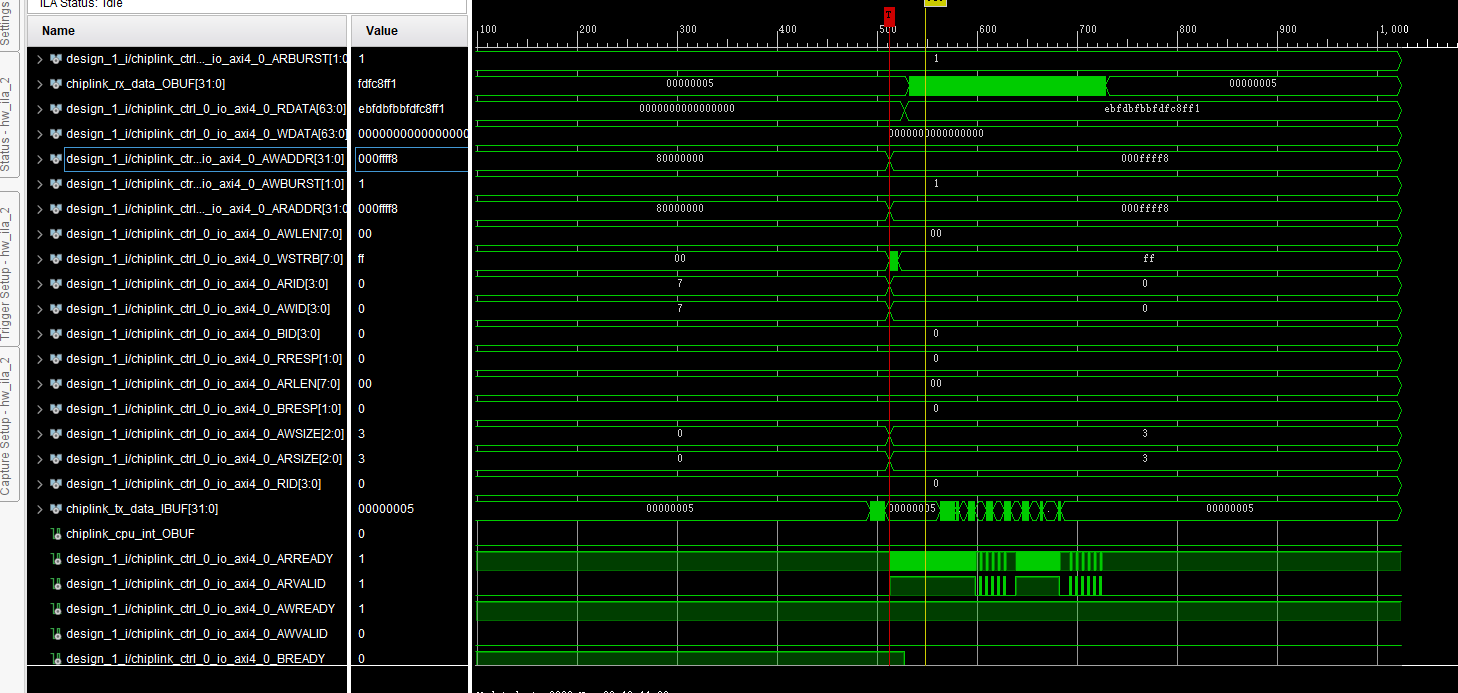 ILA Status: Idle
Settings
Status - hw_ila_2
Trigger Setup - hw_ila_2
Capture Setup - hw_ila_2
Name Value
T
100 200 300 400 500 600 700 800 900 1,000
design_1_i/chiplink_ctrl..._io_axi4_0_ARBURST[1:0 1 1
chiplink_rx_data_OBUF[31:0] fdfc8ff1 00000005 00000005
design_1_i/chiplink_ctrl_0_io_axi4_0_RDATA[63:0] ebfdbfbbfdfc8ff1 0000000000000000 ebfdbfbbfdfc8ff1
design_1_i/chiplink_ctrl_0_io_axi4_0_WDATA[63:0] 0000000000000000 0000000000000000
design_1_i/chiplink_ctr...io_axi4_0_AWADDR[31:0] 000ffff8 80000000 000ffff8
design_1_i/chiplink_ctr...io_axi4_0_AWBURST[1:0] 1 1
design_1_i/chiplink_ctrl..._io_axi4_0_ARADDR[31:0 000ffff8 80000000 000ffff8
design_1_i/chiplink_ctrl_0_io_axi4_0_AWLEN[7:0] 00 00
design_1_i/chiplink_ctrl_0_io_axi4_0_WSTRB[7:0] ff 00 ff
design_1_i/chiplink_ctrl_0_io_axi4_0_ARID[3:0] 0 7 0
design_1_i/chiplink_ctrl_0_io_axi4_0_AWID[3:0] 0 7 0
design_1_i/chiplink_ctrl_0_io_axi4_0_BID[3:0] 0 0
design_1_i/chiplink_ctrl_0_io_axi4_0_RRESP[1:0] 0 0
design_1_i/chiplink_ctrl_0_io_axi4_0_ARLEN[7:0] 00 00
design_1_i/chiplink_ctrl_0_io_axi4_0_BRESP[1:0] 0 0
design_1_i/chiplink_ctrl_0_io_axi4_0_AWSIZE[2:0] 3 0 3
design_1_i/chiplink_ctrl_0_io_axi4_0_ARSIZE[2:0] 3 0 3
design_1_i/chiplink_ctrl_0_io_axi4_0_RID[3:0] 0 0
chiplink_tx_data_IBUF[31:0] 00000005 00000005 00000005 00000005
chiplink_cpu_int_OBUF 0
design_1_i/chiplink_ctrl_0_io_axi4_0_ARREADY 1
design_1_i/chiplink_ctrl_0_io_axi4_0_ARVALID 1
design_1_i/chiplink_ctrl_0_io_axi4_0_AWREADY 1
design_1_i/chiplink_ctrl_0_io_axi4_0_AWVALID 0
design_1_i/chiplink_ctrl_0_io_axi4_0_BREADY 0